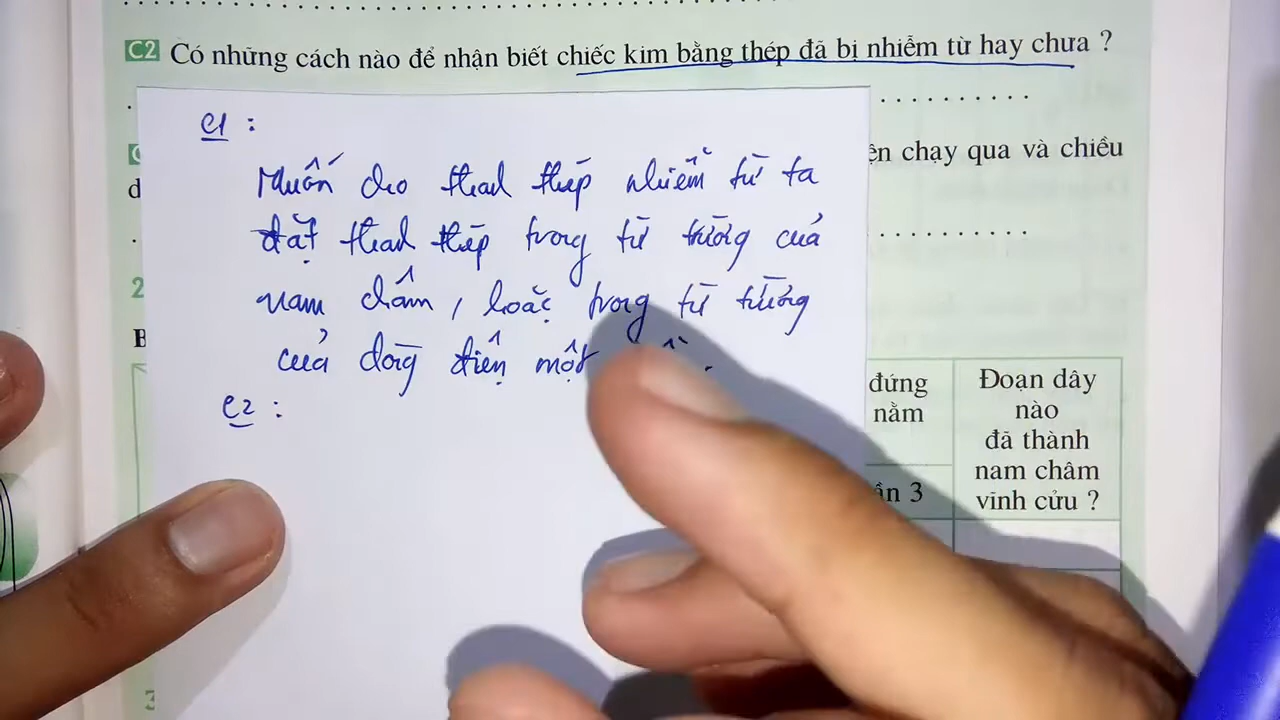 C2 Có những cách nào để nhận biết chiếc kim bằng thép đã bị nhiễm từ hay chưa ?
C1 :
Muốn cho thanh thép nhiễm từ ta
đặt thanh thép trong từ trường của
nam châm, hoặc trong từ trường
của dòng điện một
C2 :
chạy qua và chiều
d
2
B
đứng
nằm
3
Đoạn dây
nào
đã thành
nam châm
vĩnh cửu ?
3